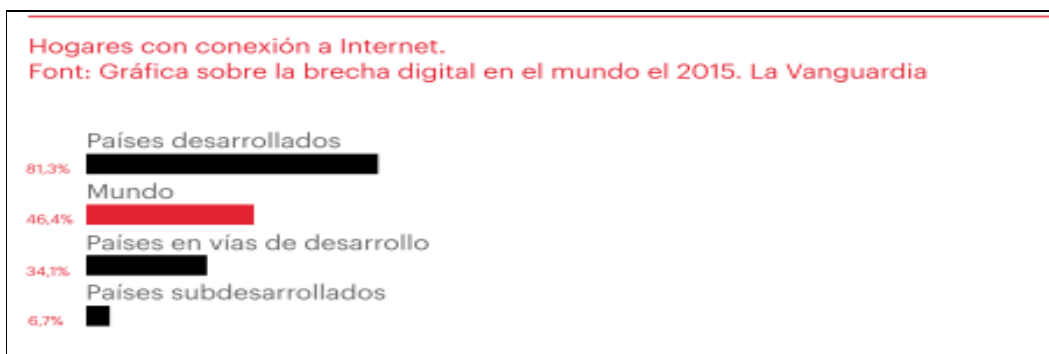 Hogares con conexión a Internet.
Font: Gráfica sobre la brecha digital en el mundo el 2015. La Vanguardia
Países desarrollados
81,3%
Mundo
46,4%
Países en vías de desarrollo
34,1%
Países subdesarrollados
6,7%